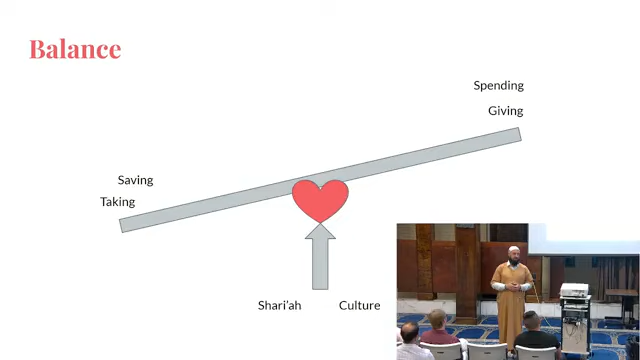 Balance
Spending
Giving
Saving
Taking
Shari'ah
Culture